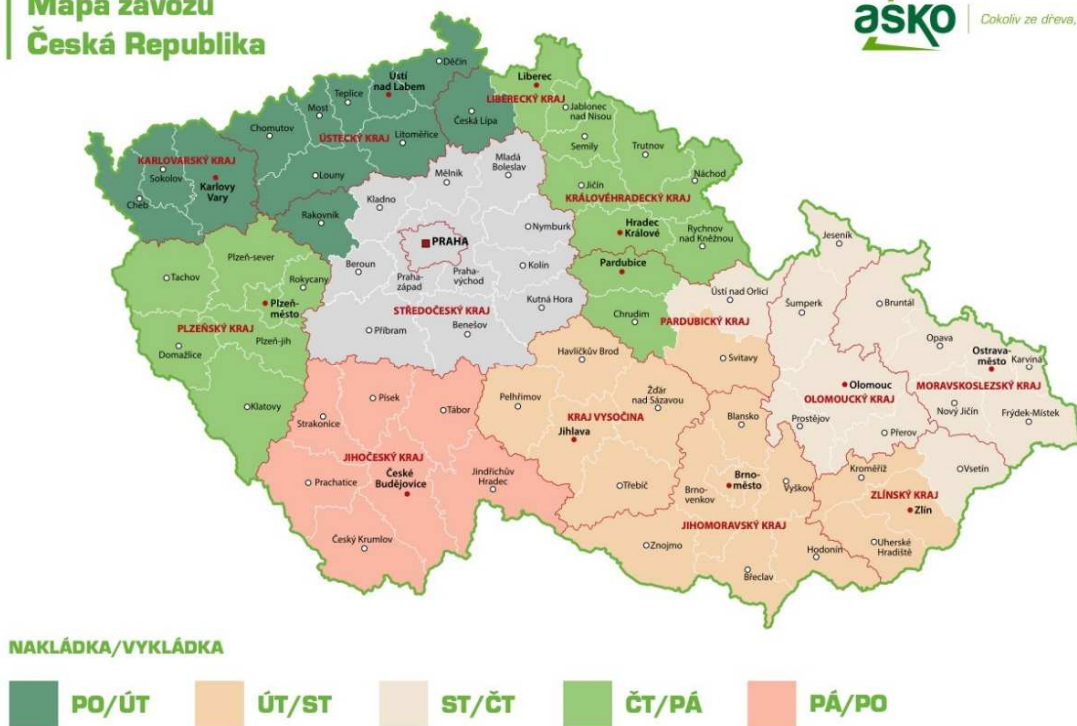 Mapa závozu
Česká Republika
aško
Cokoliv ze dřeva,
Děčín
Ústí
nad Labem
Teplice
Most
Chomutov
ÚSTECKÝ KRAJ
Litoměřice
Česká Lípa
Louny
Liberec
LIBERECKÝ KRAJ
Jablonec
nad Nisou
Semily
Trutnov
Náchod
Jičín
KRÁLOVÉHRADECKÝ KRAJ
Hradec
Králové
Rychnov
nad Kněžnou
KARLOVARSKÝ KRAJ
Sokolov
Karlovy
Vary
Cheb
Rakovník
Mladá
Boleslav
Mělník
Kladno
Nymburk
PRAHA
Beroun
Praha-
západ
Praha-
východ
Kolín
Kutná Hora
STŘEDOČESKÝ KRAJ
Příbram
Benešov
Plzeň-sever
Tachov
Rokycany
Plzeň-
město
PLZEŇSKÝ KRAJ
Plzeň-jih
Domažlice
Klatovy
Pardubice
Chrudim
Ústí nad Orlicí
PARDUBICKÝ KRAJ
Svitavy
Jeseník
Šumperk
Bruntál
Opava
Ostrava-
město
Karviná
MORAVSKOSLEZSKÝ KRAJ
Nový Jičín
Frýdek-Místek
Olomouc
OLOMOUCKÝ KRAJ
Prostějov
Přerov
Vsetín
Havlíčkův Brod
Pelhřimov
Žďár
nad Sázavou
KRAJ VYSOČINA
Jihlava
Třebíč
Písek
Tábor
Strakonice
JIHOČESKÝ KRAJ
České
Budějovice
Jindřichův
Hradec
Prachatice
Český Krumlov
Blansko
Brno-
město
Brno-
venkov
Vyškov
JIHOMORAVSKÝ KRAJ
Znojmo
Hodonín
Břeclav
Kroměříž
ZLÍNSKÝ KRAJ
Zlín
Uherské
Hradiště
NAKLÁDKA/VYKLÁDKA
PO/ÚT
ÚT/ST
ST/ČT
ČT/PÁ
PÁ/PO